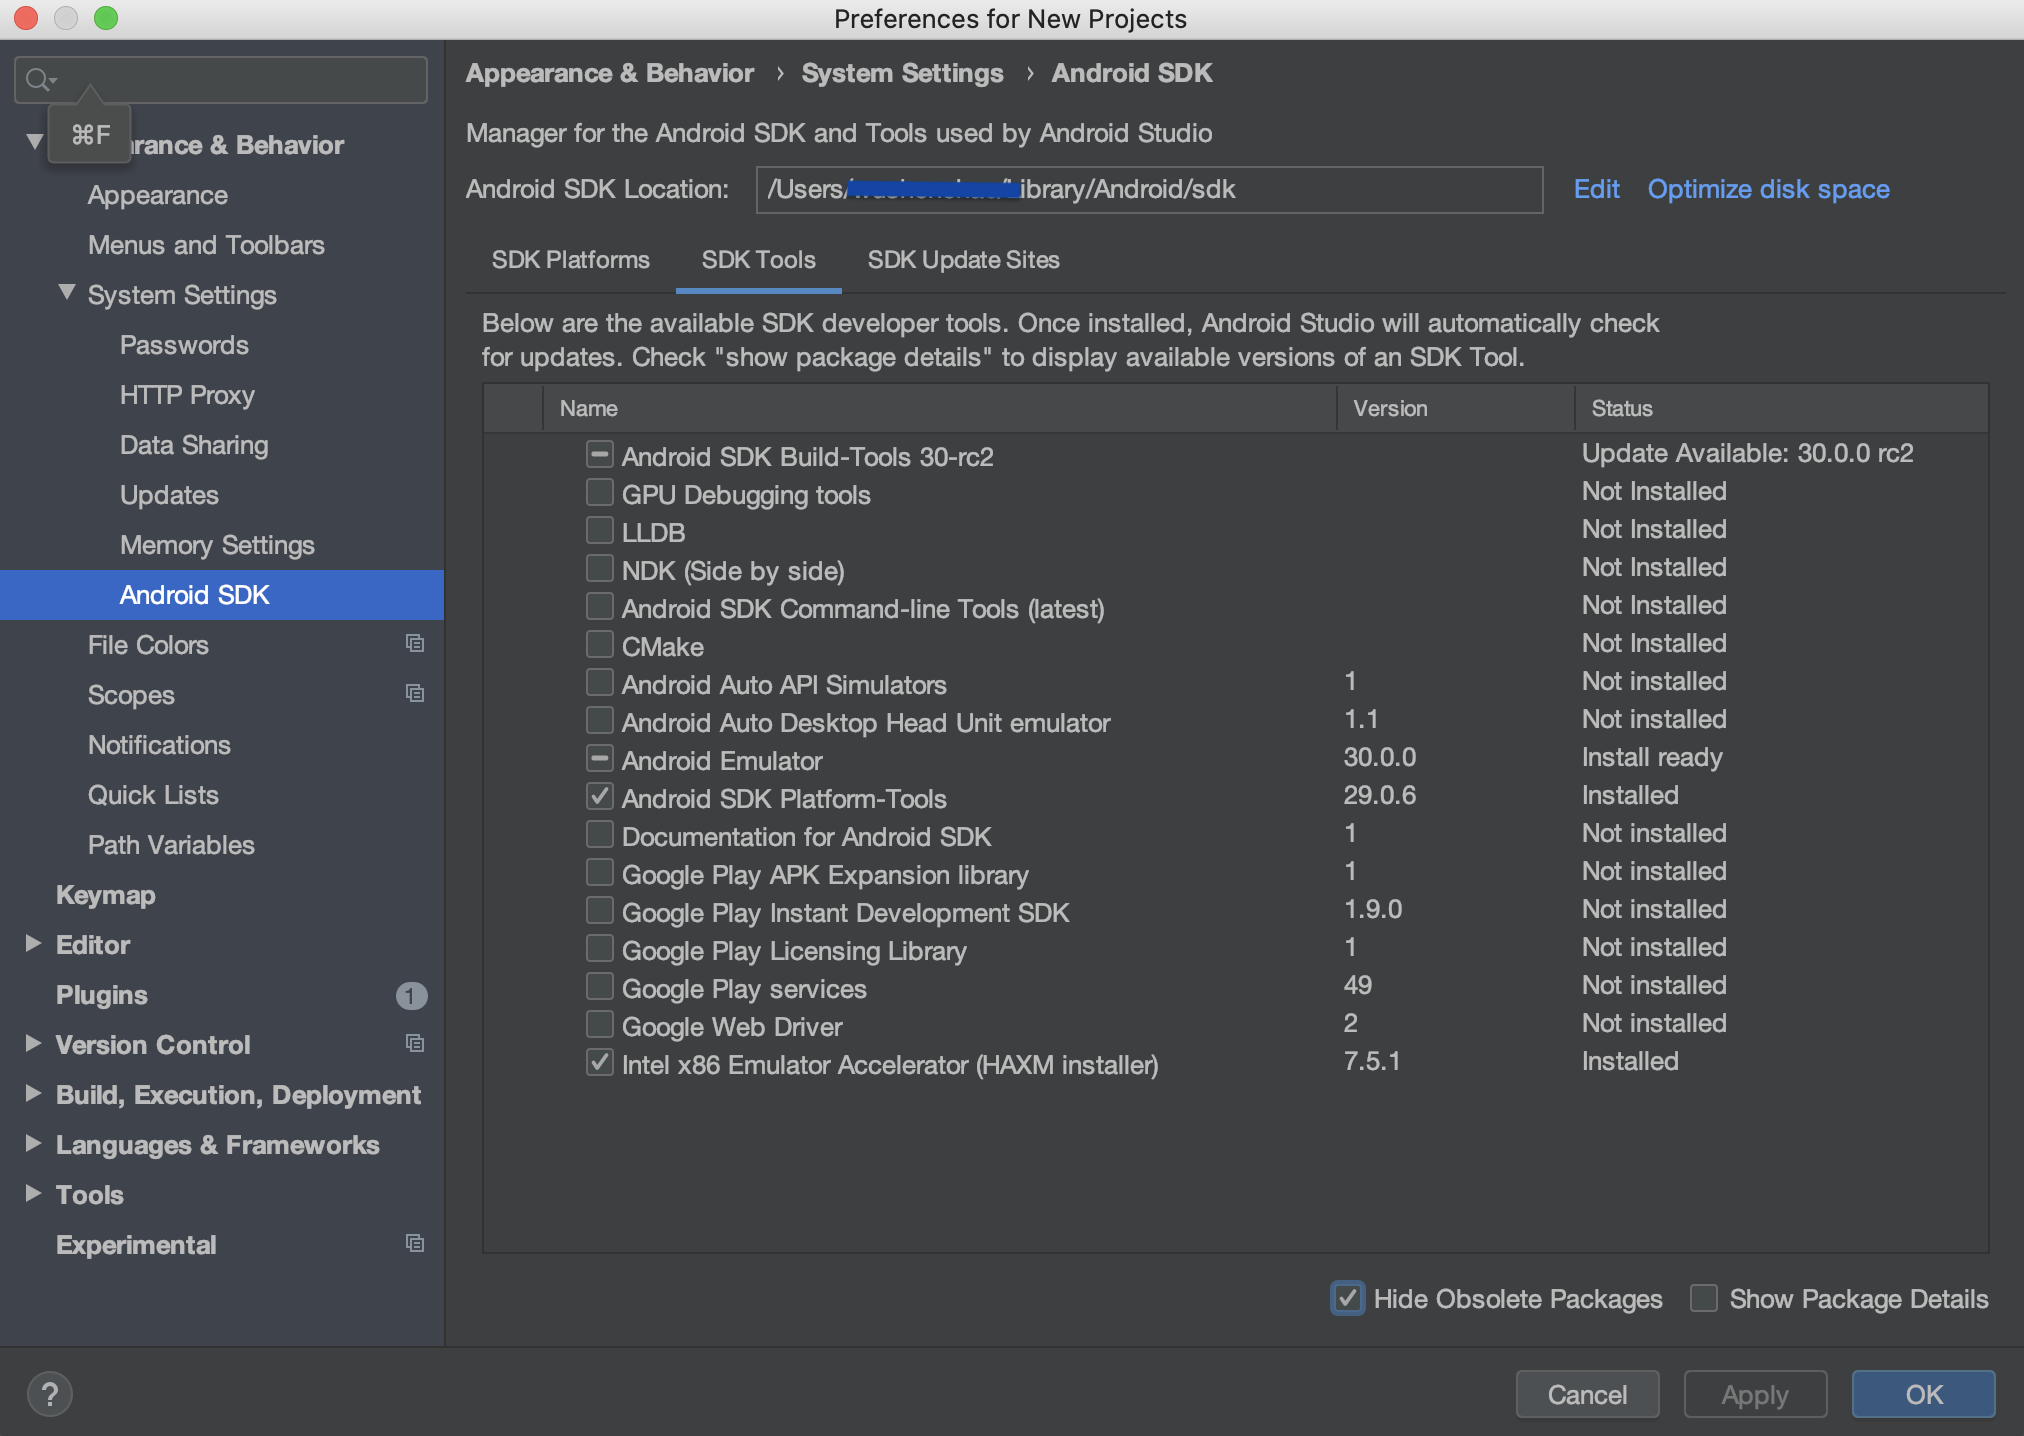 Preferences for New Projects
⌘F
rance & Behavior
Appearance
Menus and Toolbars
System Settings
Passwords
HTTP Proxy
Data Sharing
Updates
Memory Settings
Android SDK
File Colors
Scopes
Notifications
Quick Lists
Path Variables
Keymap
Editor
Plugins 1
Version Control
Build, Execution, Deployment
Languages & Frameworks
Tools
Experimental
Appearance & Behavior › System Settings › Android SDK
Manager for the Android SDK and Tools used by Android Studio
Android SDK Location: /Users/ ibrary/Android/sdk Edit Optimize disk space
SDK Platforms SDK Tools SDK Update Sites
Below are the available SDK developer tools. Once installed, Android Studio will automatically check
for updates. Check "show package details" to display available versions of an SDK Tool.
Name Version Status
Android SDK Build-Tools 30-rc2 Update Available: 30.0.0 rc2
GPU Debugging tools Not Installed
LLDB Not Installed
NDK (Side by side) Not Installed
Android SDK Command-line Tools (latest) Not Installed
CMake Not Installed
Android Auto API Simulators 1 Not installed
Android Auto Desktop Head Unit emulator 1.1 Not installed
Android Emulator 30.0.0 Install ready
Android SDK Platform-Tools 29.0.6 Installed
Documentation for Android SDK 1 Not installed
Google Play APK Expansion library 1 Not installed
Google Play Instant Development SDK 1.9.0 Not installed
Google Play Licensing Library 1 Not installed
Google Play services 49 Not installed
Google Web Driver 2 Not installed
Intel x86 Emulator Accelerator (HAXM installer) 7.5.1 Installed
Hide Obsolete Packages Show Package Details
? Cancel Apply OK